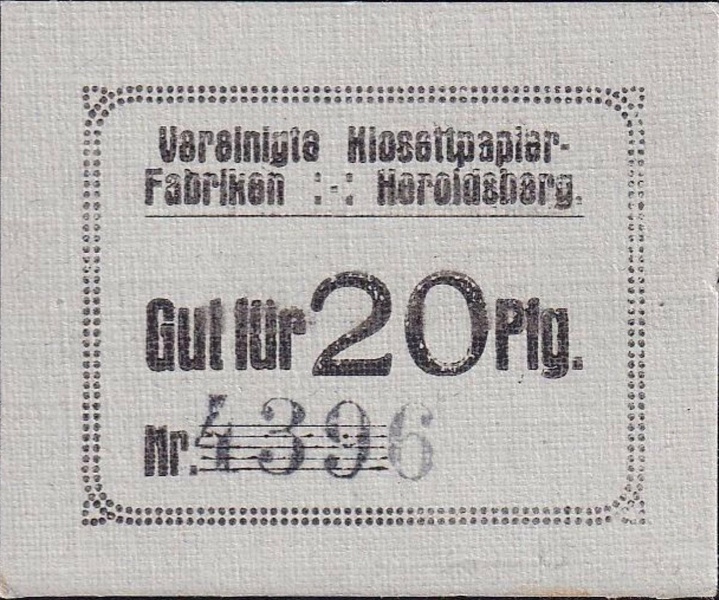 Vereinigte Klosettpapier-
Fabriken :-: Heroldsberg.
Gut für 20 Pfg.
Nr. 4396